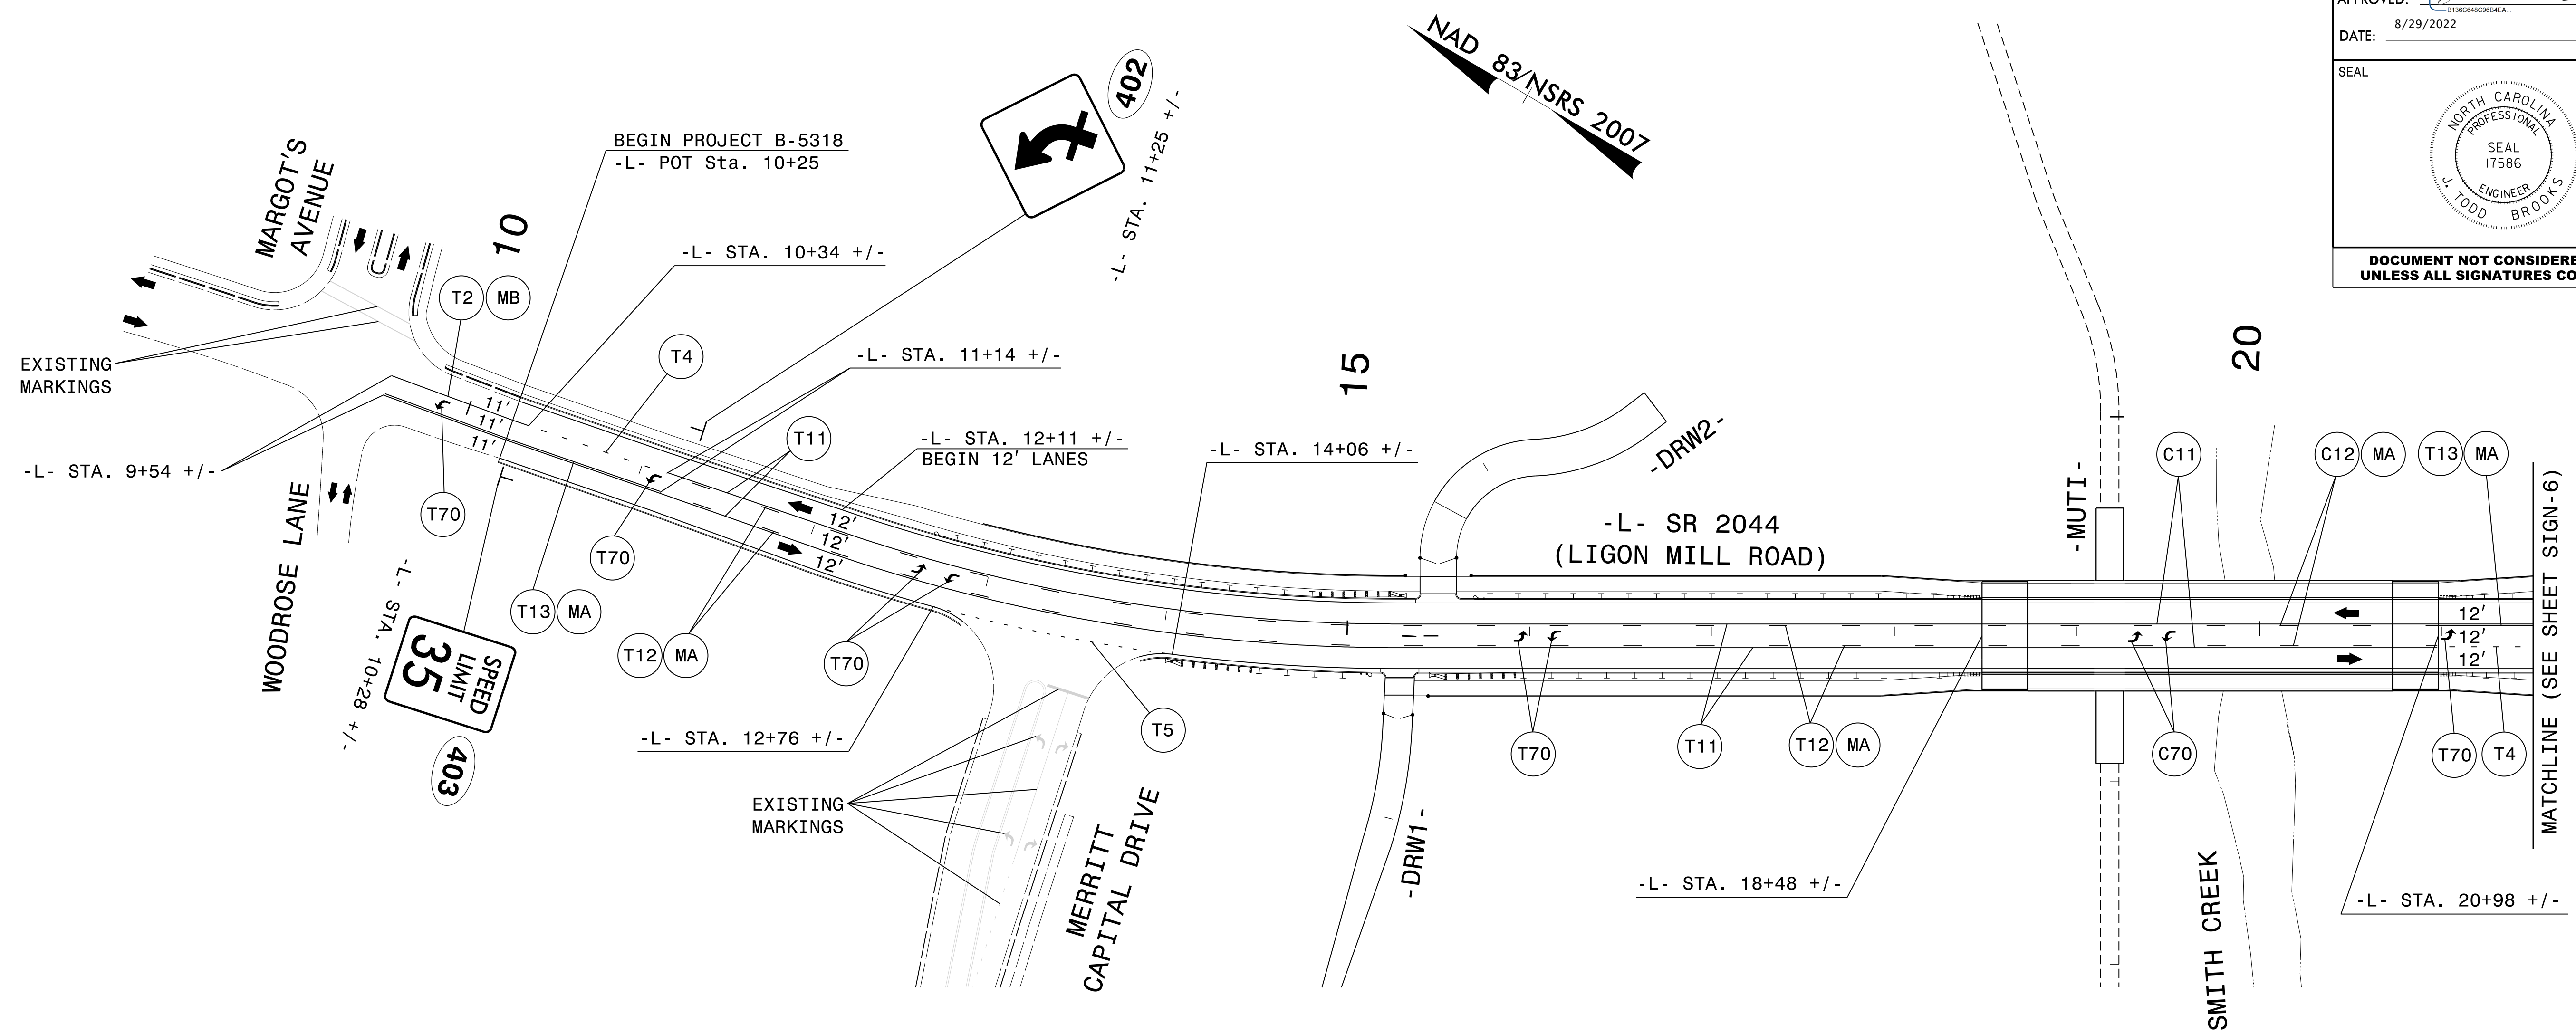 APPROVED:
B136C648C96B4EA...
8/29/2022
DATE:
SEAL
NORTH CAROLINA
PROFESSIONAL
SEAL
17586
ENGINEER
J. TODD BROOKS
DOCUMENT NOT CONSIDERE
UNLESS ALL SIGNATURES CO
NAD 83/NSRS 2007
402
-L- STA. 11+25 +/-
BEGIN PROJECT B-5318
-L- POT Sta. 10+25
MARGOT'S
AVENUE
10
-L- STA. 10+34 +/-
T2
MB
T4
-L- STA. 11+14 +/-
EXISTING
MARKINGS
11'
11'
11'
-L- STA. 9+54 +/-
T11
-L- STA. 12+11 +/-
BEGIN 12' LANES
-L- STA. 14+06 +/-
15
-DRW2-
WOODROSE LANE
T70
T70
12'
12'
12'
T13
MA
T12
MA
T70
-L- STA. 10+28 +/-
SPEED
LIMIT
35
403
-L- STA. 12+76 +/-
T5
EXISTING
MARKINGS
MERRITT
CAPITAL DRIVE
-DRW1-
-L- SR 2044
(LIGON MILL ROAD)
T70
T11
T12
MA
-L- STA. 18+48 +/-
-MUTI-
20
C11
C12
MA
T13
MA
12'
12'
12'
C70
T70
T4
SMITH CREEK
-L- STA. 20+98 +/-
MATCHLINE (SEE SHEET SIGN-6)